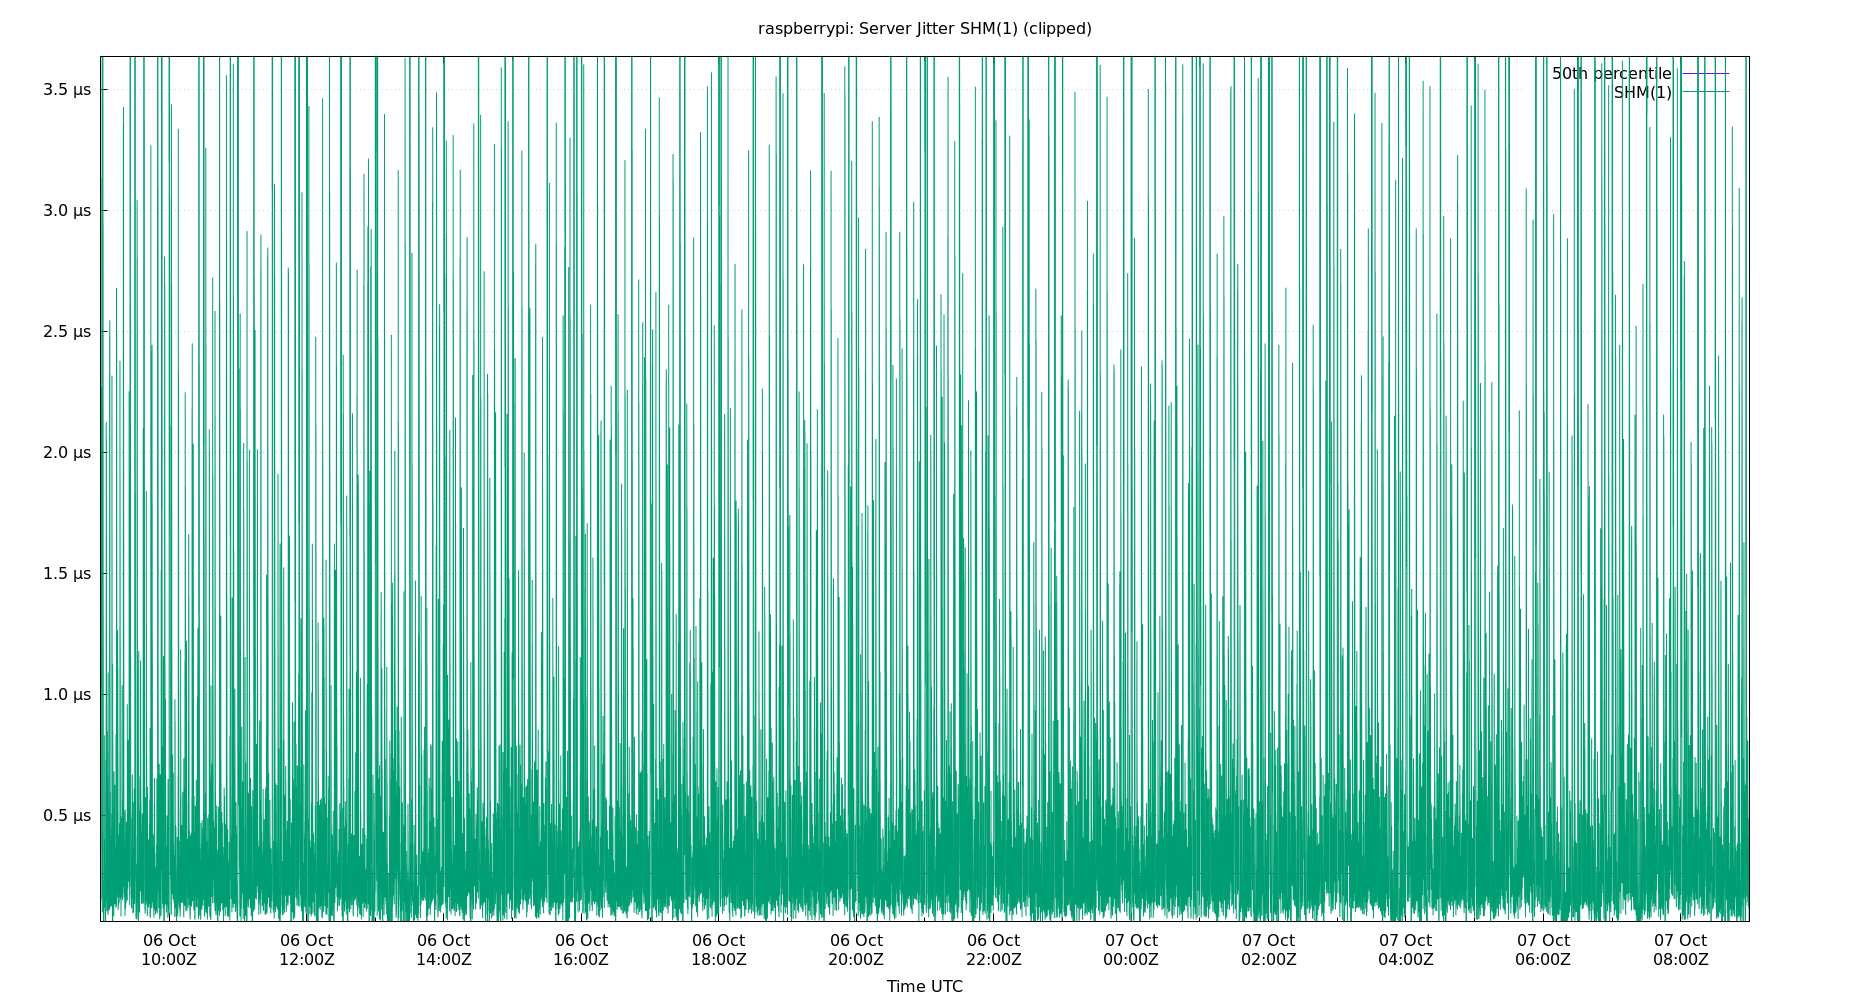 raspberrypi: Server Jitter SHM(1) (clipped)
50th percentile
SHM(1)
3.5 µs
3.0 µs
2.5 µs
2.0 µs
1.5 µs
1.0 µs
0.5 µs
06 Oct 06 Oct 06 Oct 06 Oct 06 Oct 06 Oct 06 Oct 07 Oct 07 Oct 07 Oct 07 Oct 07 Oct
10:00Z 12:00Z 14:00Z 16:00Z 18:00Z 20:00Z 22:00Z 00:00Z 02:00Z 04:00Z 06:00Z 08:00Z
Time UTC